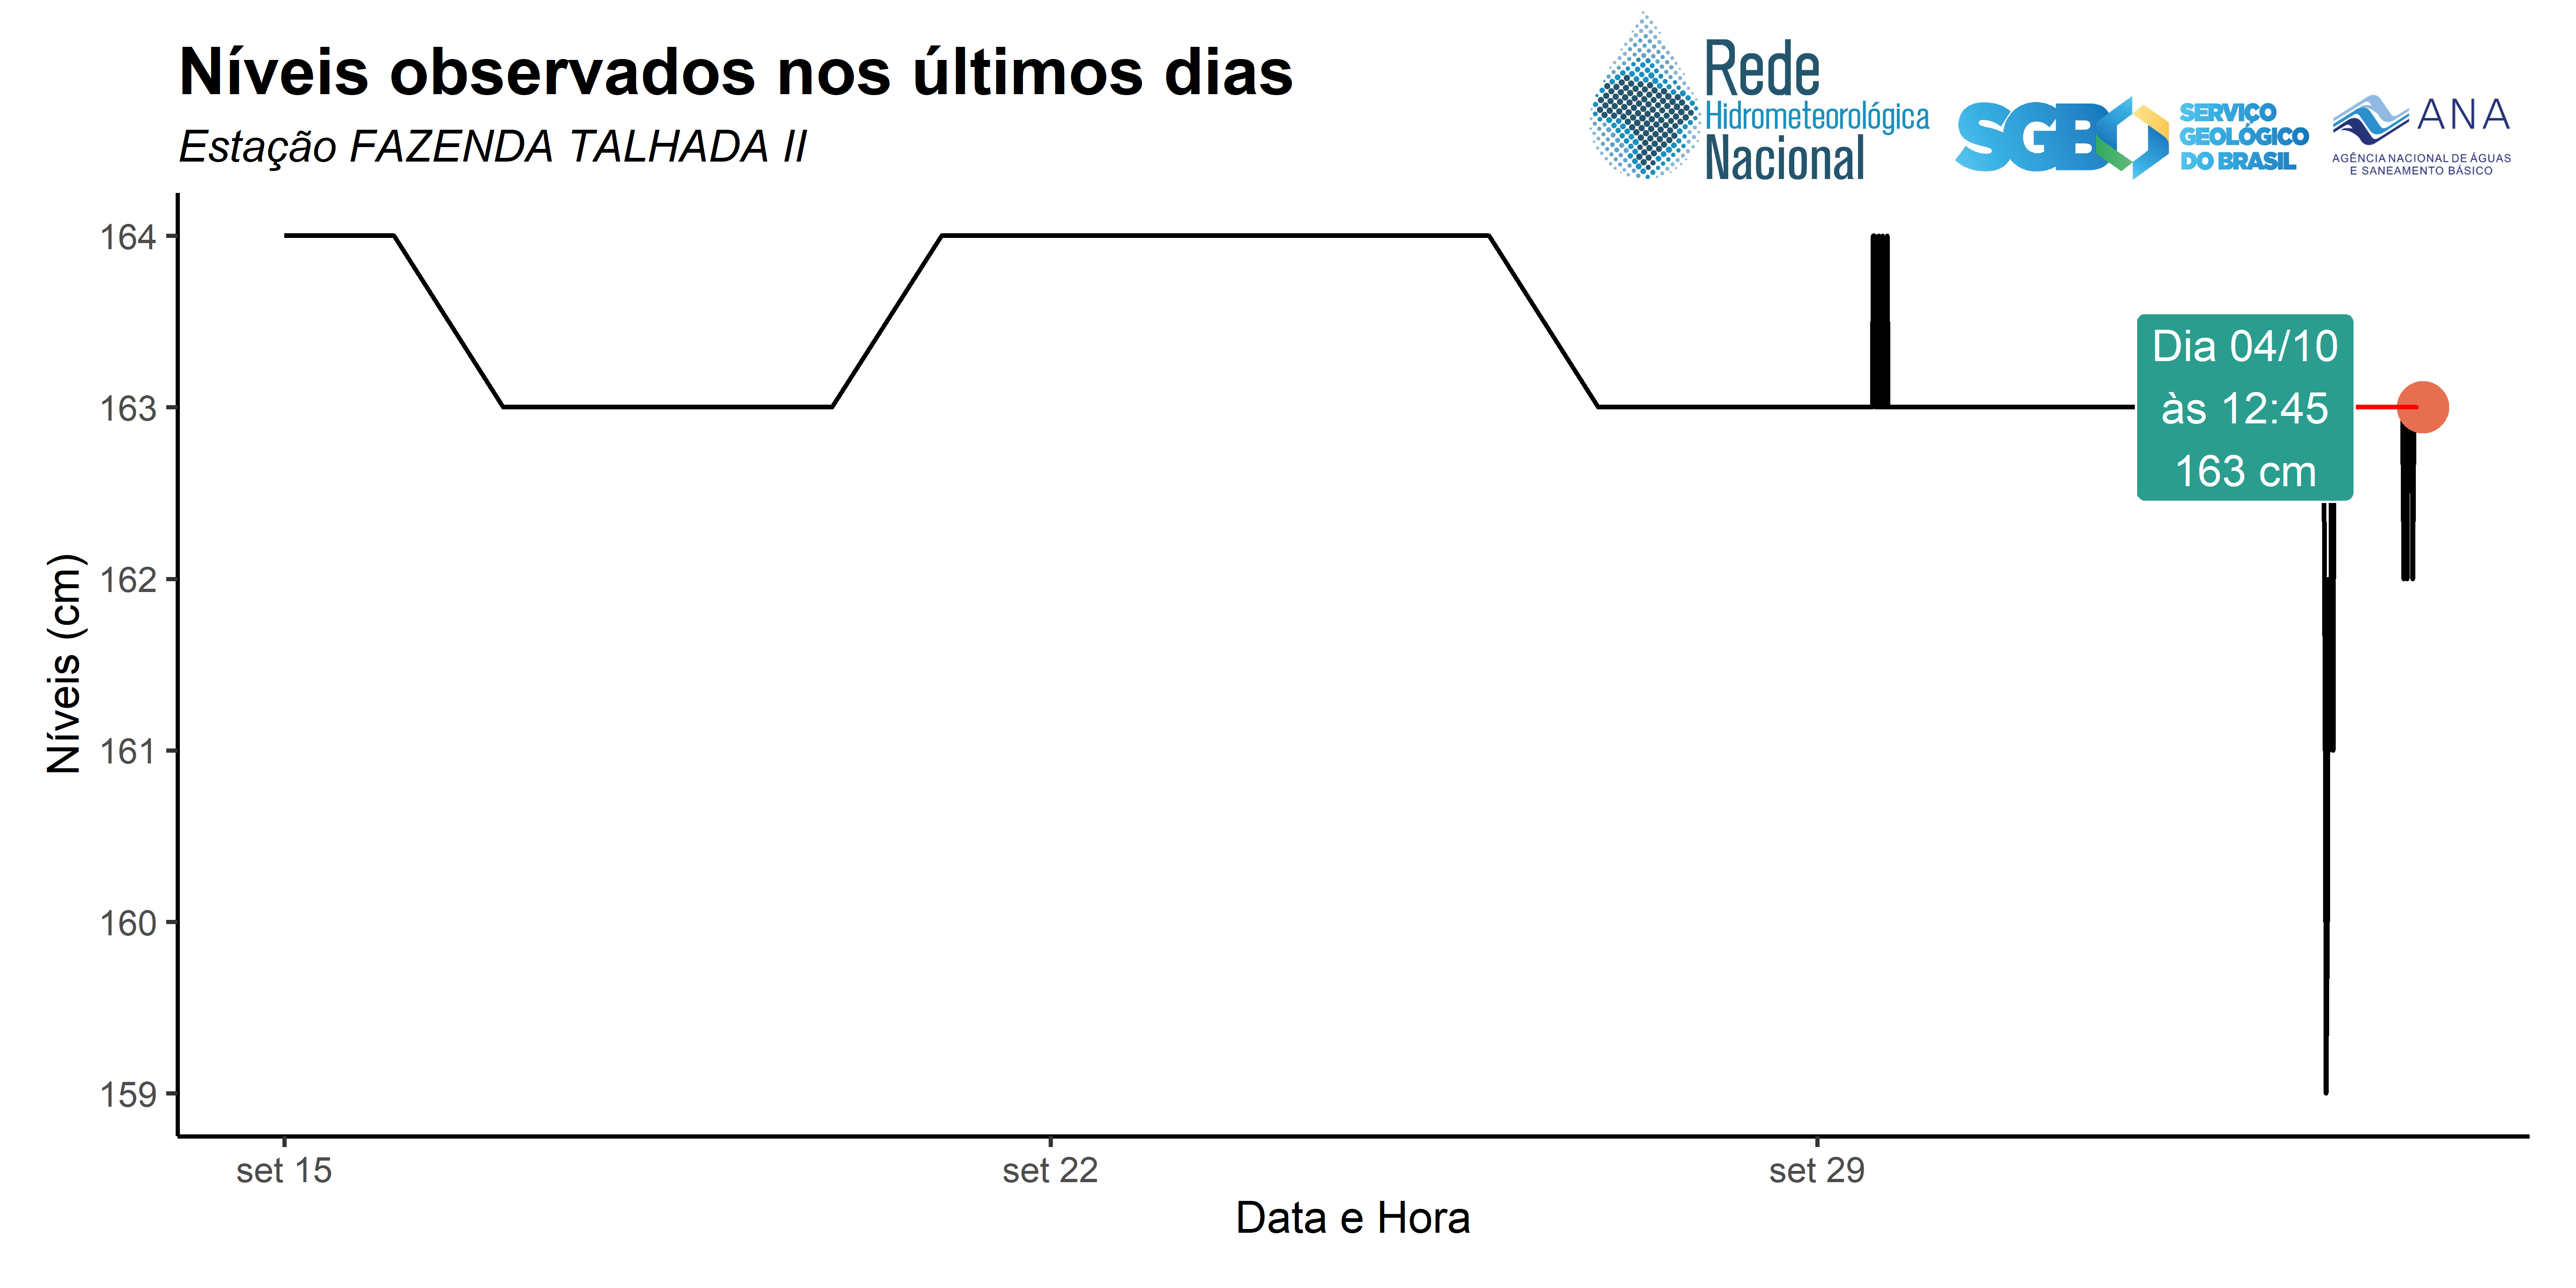 Níveis observados nos últimos dias
Estação FAZENDA TALHADA II
Rede
Hidrometeorológica
Nacional
SGB
SERVIÇO
GEOLÓGICO
DO BRASIL
ANA
AGÊNCIA NACIONAL DE ÁGUAS
E SANEAMENTO BÁSICO
164
163
162
161
160
159
Níveis (cm)
Dia 04/10
às 12:45
163 cm
set 15
set 22
set 29
Data e Hora